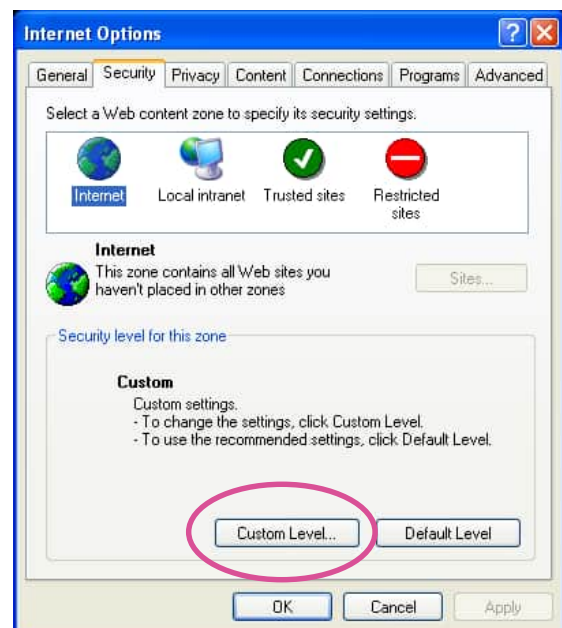 Internet Options
General Security Privacy Content Connections Programs Advanced
Select a Web content zone to specify its security settings.
Internet Local intranet Trusted sites Restricted
sites
Internet
This zone contains all Web sites you
haven't placed in other zones
Sites...
Security level for this zone
Custom
Custom settings.
- To change the settings, click Custom Level.
- To use the recommended settings, click Default Level.
Custom Level... Default Level
OK Cancel Apply